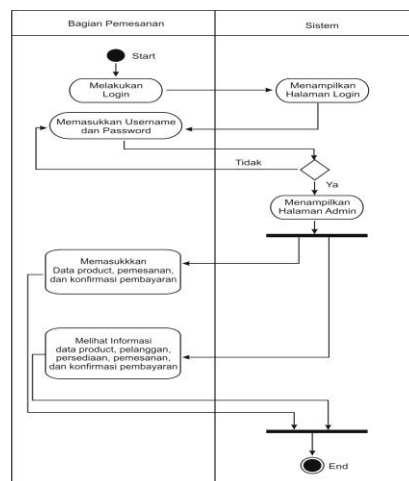 Bagian Pemesanan
Sistem
Start
Melakukan
Login
Menampilkan
Halaman Login
Memasukkan Username
dan Password
Tidak
Ya
Menampilkan
Halaman Admin
Memasukkkan
Data product, pemesanan,
dan konfirmasi pembayaran
Melihat Informasi
data product, pelanggan,
persediaan, pemesanan,
dan konfirmasi pembayaran
End